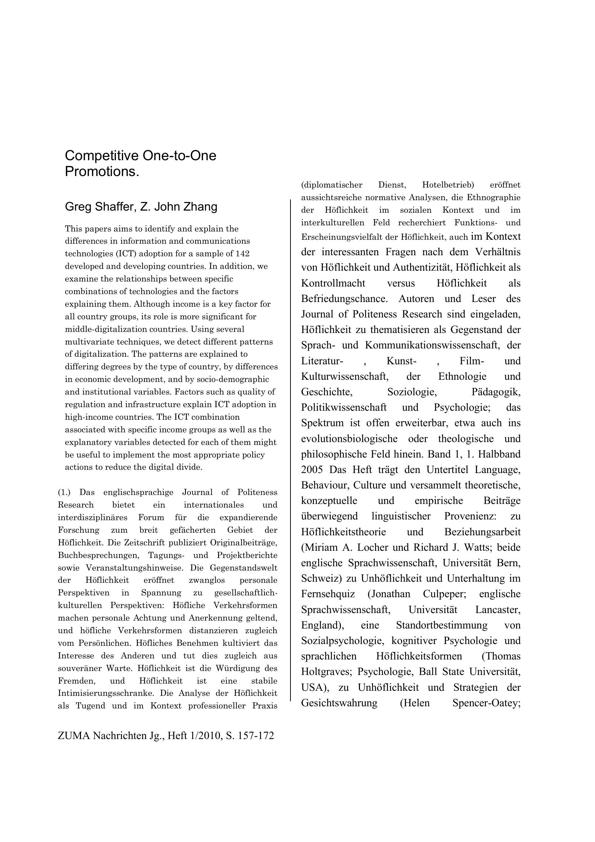 Competitive One-to-One
Promotions.
Greg Shaffer, Z. John Zhang
This papers aims to identify and explain the
differences in information and communications
technologies (ICT) adoption for a sample of 142
developed and developing countries. In addition, we
examine the relationships between specific
combinations of technologies and the factors
explaining them. Although income is a key factor for
all country groups, its role is more significant for
middle-digitalization countries. Using several
multivariate techniques, we detect different patterns
of digitalization. The patterns are explained to
differing degrees by the type of country, by differences
in economic development, and by socio-demographic
and institutional variables. Factors such as quality of
regulation and infrastructure explain ICT adoption in
high-income countries. The ICT combination
associated with specific income groups as well as the
explanatory variables detected for each of them might
be useful to implement the most appropriate policy
actions to reduce the digital divide.
(1.) Das englischsprachige Journal of Politeness
Research bietet ein internationales und
interdisziplinäres Forum für die expandierende
Forschung zum breit gefächerten Gebiet der
Höflichkeit. Die Zeitschrift publiziert Originalbeiträge,
Buchbesprechungen, Tagungs- und Projektberichte
sowie Veranstaltungshinweise. Die Gegenstandswelt
der Höflichkeit eröffnet zwanglos personale
Perspektiven in Spannung zu gesellschaftlich-
kulturellen Perspektiven: Höfliche Verkehrsformen
machen personale Achtung und Anerkennung geltend,
und höfliche Verkehrsformen distanzieren zugleich
vom Persönlichen. Höfliches Benehmen kultiviert das
Interesse des Anderen und tut dies zugleich aus
souveräner Warte. Höflichkeit ist die Würdigung des
Fremden, und Höflichkeit ist eine stabile
Intimisierungsschranke. Die Analyse der Höflichkeit
als Tugend und im Kontext professioneller Praxis
(diplomatischer Dienst, Hotelbetrieb) eröffnet
aussichtsreiche normative Analysen, die Ethnographie
der Höflichkeit im sozialen Kontext und im
interkulturellen Feld recherchiert Funktions- und
Erscheinungsvielfalt der Höflichkeit, auch im Kontext
der interessanten Fragen nach dem Verhältnis
von Höflichkeit und Authentizität, Höflichkeit als
Kontrollmacht versus Höflichkeit als
Befriedungschance. Autoren und Leser des
Journal of Politeness Research sind eingeladen,
Höflichkeit zu thematisieren als Gegenstand der
Sprach- und Kommunikationswissenschaft, der
Literatur- , Kunst- , Film- und
Kulturwissenschaft, der Ethnologie und
Geschichte, Soziologie, Pädagogik,
Politikwissenschaft und Psychologie; das
Spektrum ist offen erweiterbar, etwa auch ins
evolutionsbiologische oder theologische und
philosophische Feld hinein. Band 1, 1. Halbband
2005 Das Heft trägt den Untertitel Language,
Behaviour, Culture und versammelt theoretische,
konzeptuelle und empirische Beiträge
überwiegend linguistischer Provenienz: zu
Höflichkeitstheorie und Beziehungsarbeit
(Miriam A. Locher und Richard J. Watts; beide
englische Sprachwissenschaft, Universität Bern,
Schweiz) zu Unhöflichkeit und Unterhaltung im
Fernsehquiz (Jonathan Culpeper; englische
Sprachwissenschaft, Universität Lancaster,
England), eine Standortbestimmung von
Sozialpsychologie, kognitiver Psychologie und
sprachlichen Höflichkeitsformen (Thomas
Holtgraves; Psychologie, Ball State Universität,
USA), zu Unhöflichkeit und Strategien der
Gesichtswahrung (Helen Spencer-Oatey;
ZUMA Nachrichten Jg., Heft 1/2010, S. 157-172